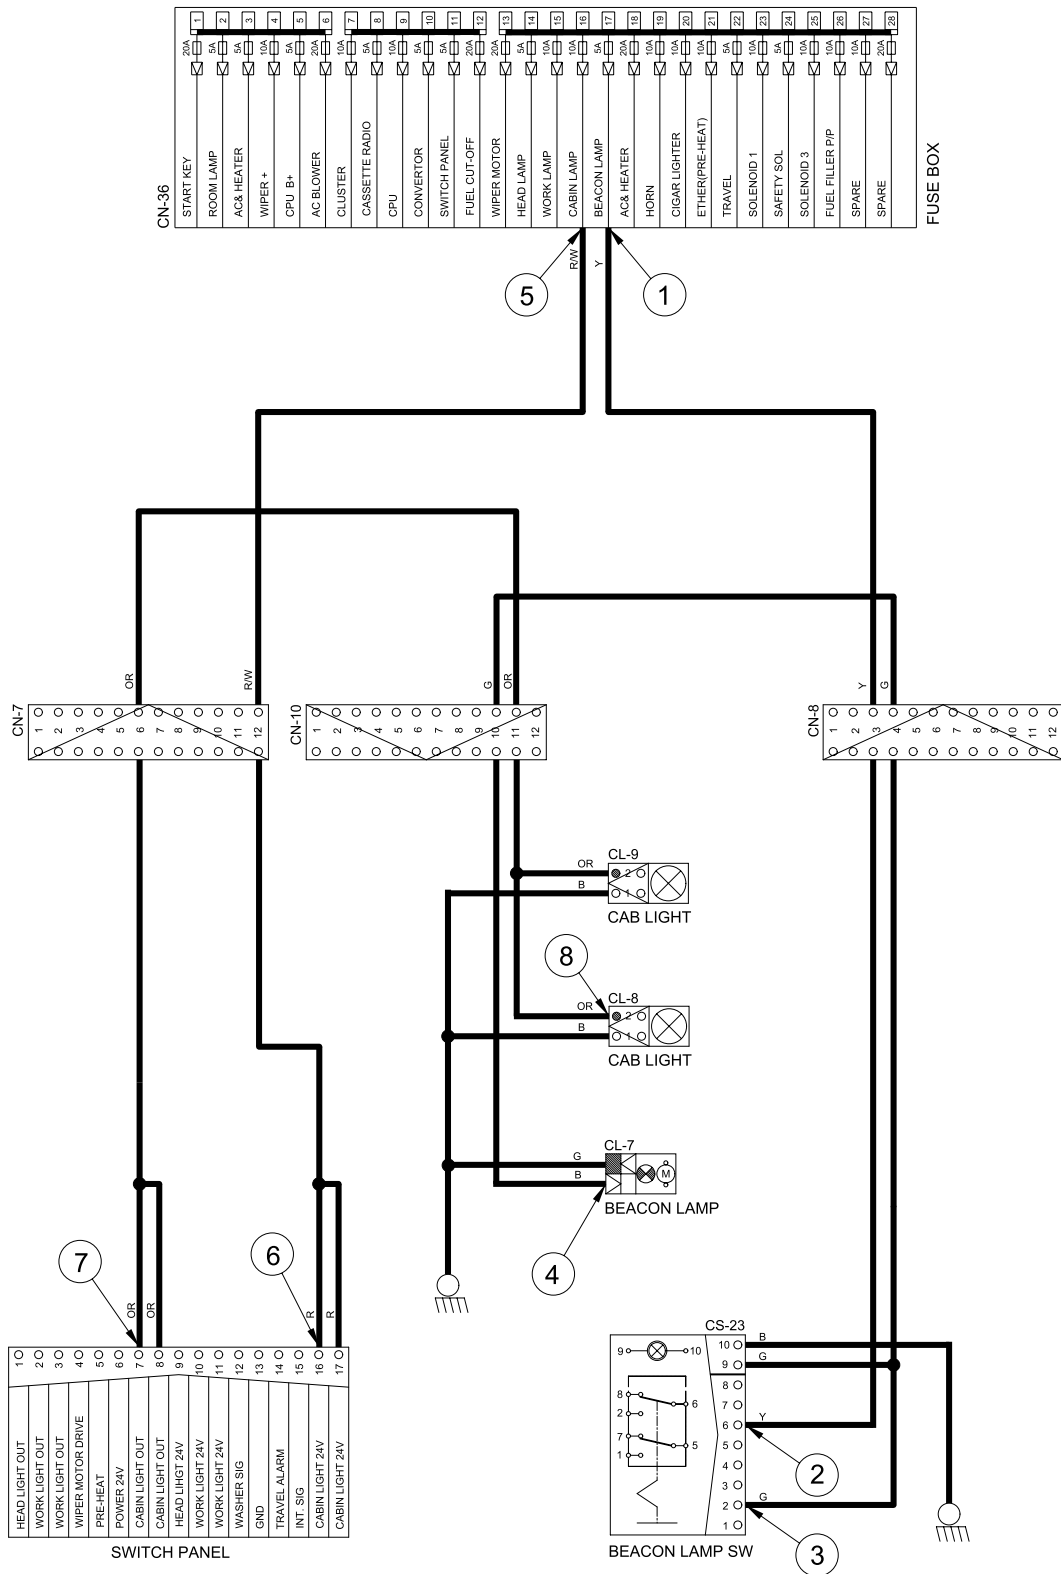 1 2 3 4 5 6 7 8 9 10 11 12 13 14 15 16 17 18 19 20 21 22 23 24 25 26 27 28
20A 5A 5A 10A 5A 20A 10A 5A 10A 10A 5A 20A 20A 10A 10A 10A 5A 10A 10A 10A 10A 5A 10A 5A 10A 10A 10A 20A
CN-36
START KEY
ROOM LAMP
AC& HEATER
WIPER +
CPU B+
AC BLOWER
CLUSTER
CASSETTE RADIO
CPU
CONVERTOR
SWITCH PANEL
FUEL CUT-OFF
WIPER MOTOR
HEAD LAMP
WORK LAMP
CABIN LAMP
BEACON LAMP
AC& HEATER
HORN
CIGAR LIGHTER
ETHER(PRE-HEAT)
TRAVEL
SOLENOID 1
SAFETY SOL
SOLENOID 3
FUEL FILLER P/P
SPARE
SPARE
FUSE BOX
R/W Y
5 1
OR R/W G OR Y G
CN-7
1 2 3 4 5 6 7 8 9 10 11 12
CN-10
1 2 3 4 5 6 7 8 9 10 11 12
CN-8
1 2 3 4 5 6 7 8 9 10 11 12
CL-9
OR 2
B 1
CAB LIGHT
8
CL-8
OR 2
B 1
CAB LIGHT
CL-7
G
B M
BEACON LAMP
4
7 6
OR OR R R
1 2 3 4 5 6 7 8 9 10 11 12 13 14 15 16 17
HEAD LIGHT OUT
WORK LIGHT OUT
WORK LIGHT OUT
WIPER MOTOR DRIVE
PRE-HEAT
POWER 24V
CABIN LIGHT OUT
CABIN LIGHT OUT
HEAD LIHGT 24V
WORK LIGHT 24V
WORK LIGHT 24V
WASHER SIG
GND
TRAVEL ALARM
INT. SIG
CABIN LIGHT 24V
CABIN LIGHT 24V
SWITCH PANEL
CS-23
9 10 10 B
9 G
8 8
6 7
2 6 Y
7 5
5 4
1 3
2 G
1
2
3
BEACON LAMP SW